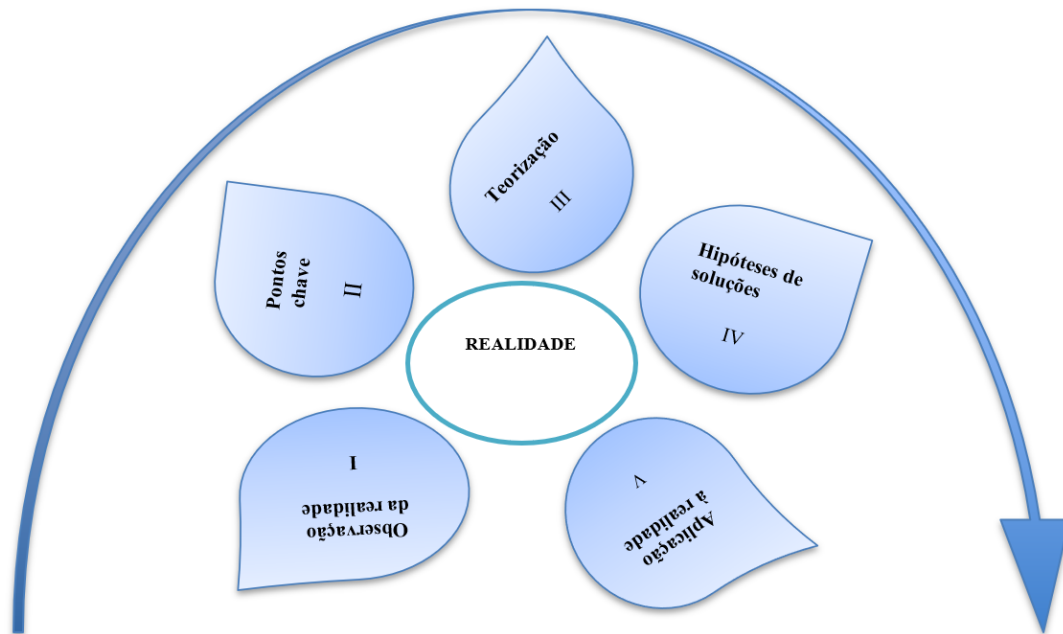 Teorização
III
Pontos
chave
II
Hipóteses de
soluções
IV
REALIDADE
I
Observação
da realidade
V
Aplicação
à realidade